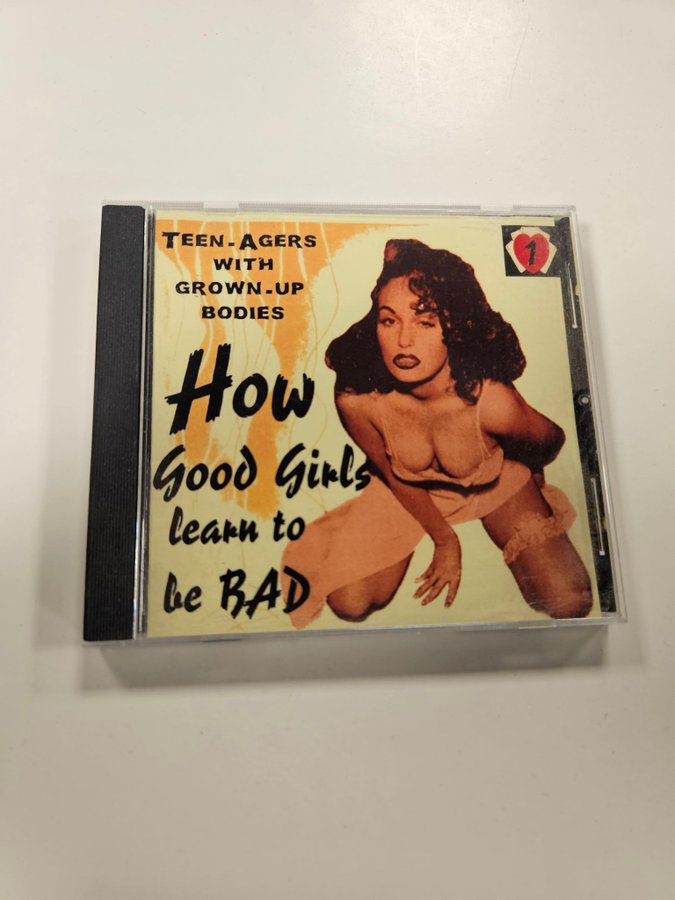 TEEN-AGERS
WITH
GROWN-UP
BODIES
1
How
Good Girls
learn to
be BAD